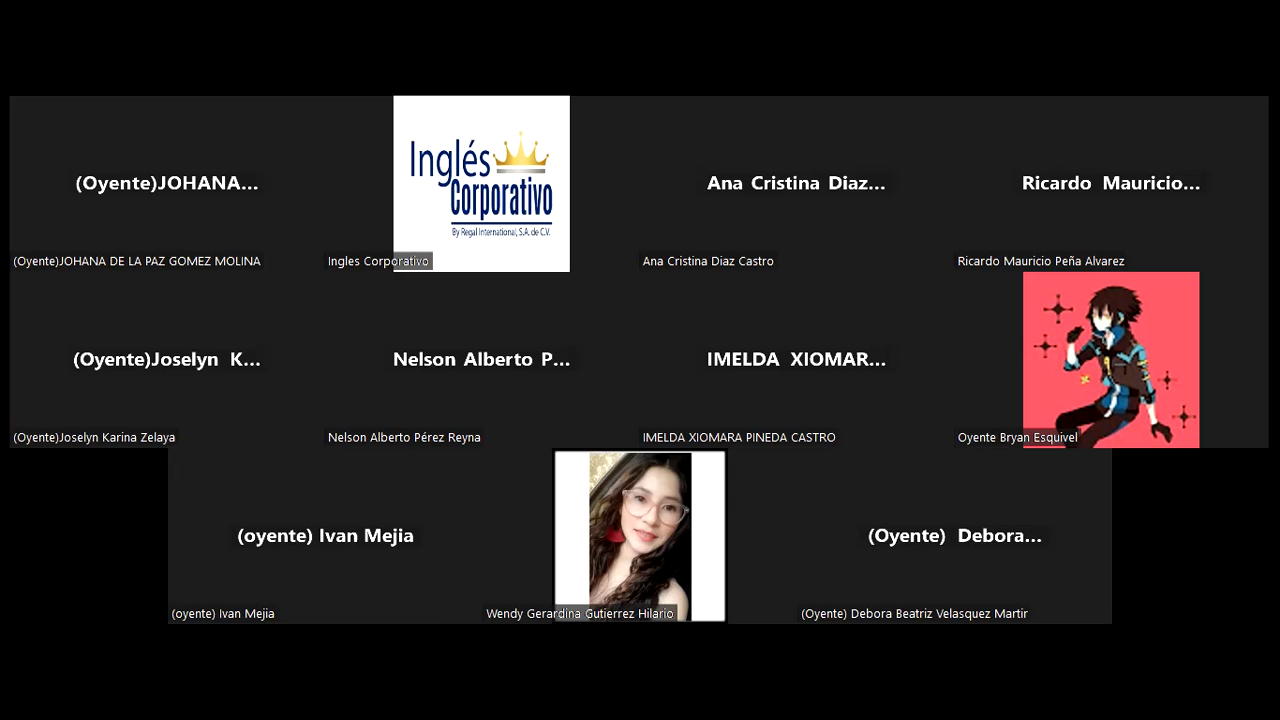 (Oyente)JOHANA...
Inglés
Corporativo
By Regal International, S.A. de C.V.
Ana Cristina Diaz...
Ricardo Mauricio...
(Oyente)JOHANA DE LA PAZ GOMEZ MOLINA
Ingles Corporativo
Ana Cristina Diaz Castro
Ricardo Mauricio Peña Alvarez
(Oyente)Joselyn K...
Nelson Alberto P...
IMELDA XIOMAR...
(Oyente)Joselyn Karina Zelaya
Nelson Alberto Pérez Reyna
IMELDA XIOMARA PINEDA CASTRO
Oyente Bryan Esquivel
(oyente) Ivan Mejia
(Oyente) Debora...
(oyente) Ivan Mejia
Wendy Gerardina Gutierrez Hilario
(Oyente) Debora Beatriz Velasquez Martir